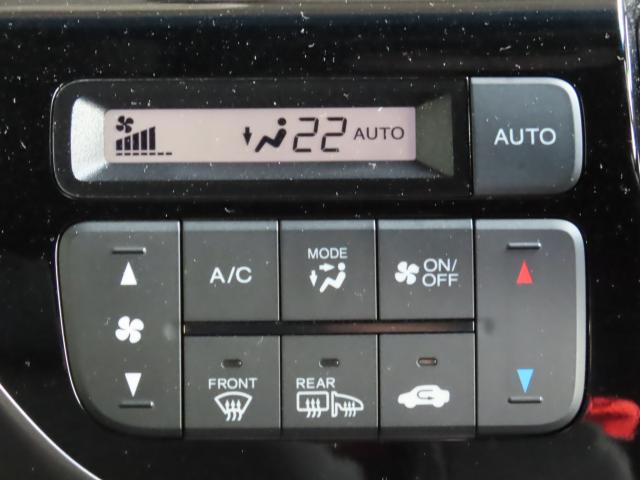 22 AUTO
AUTO
A/C
MODE
ON/
OFF
FRONT
REAR